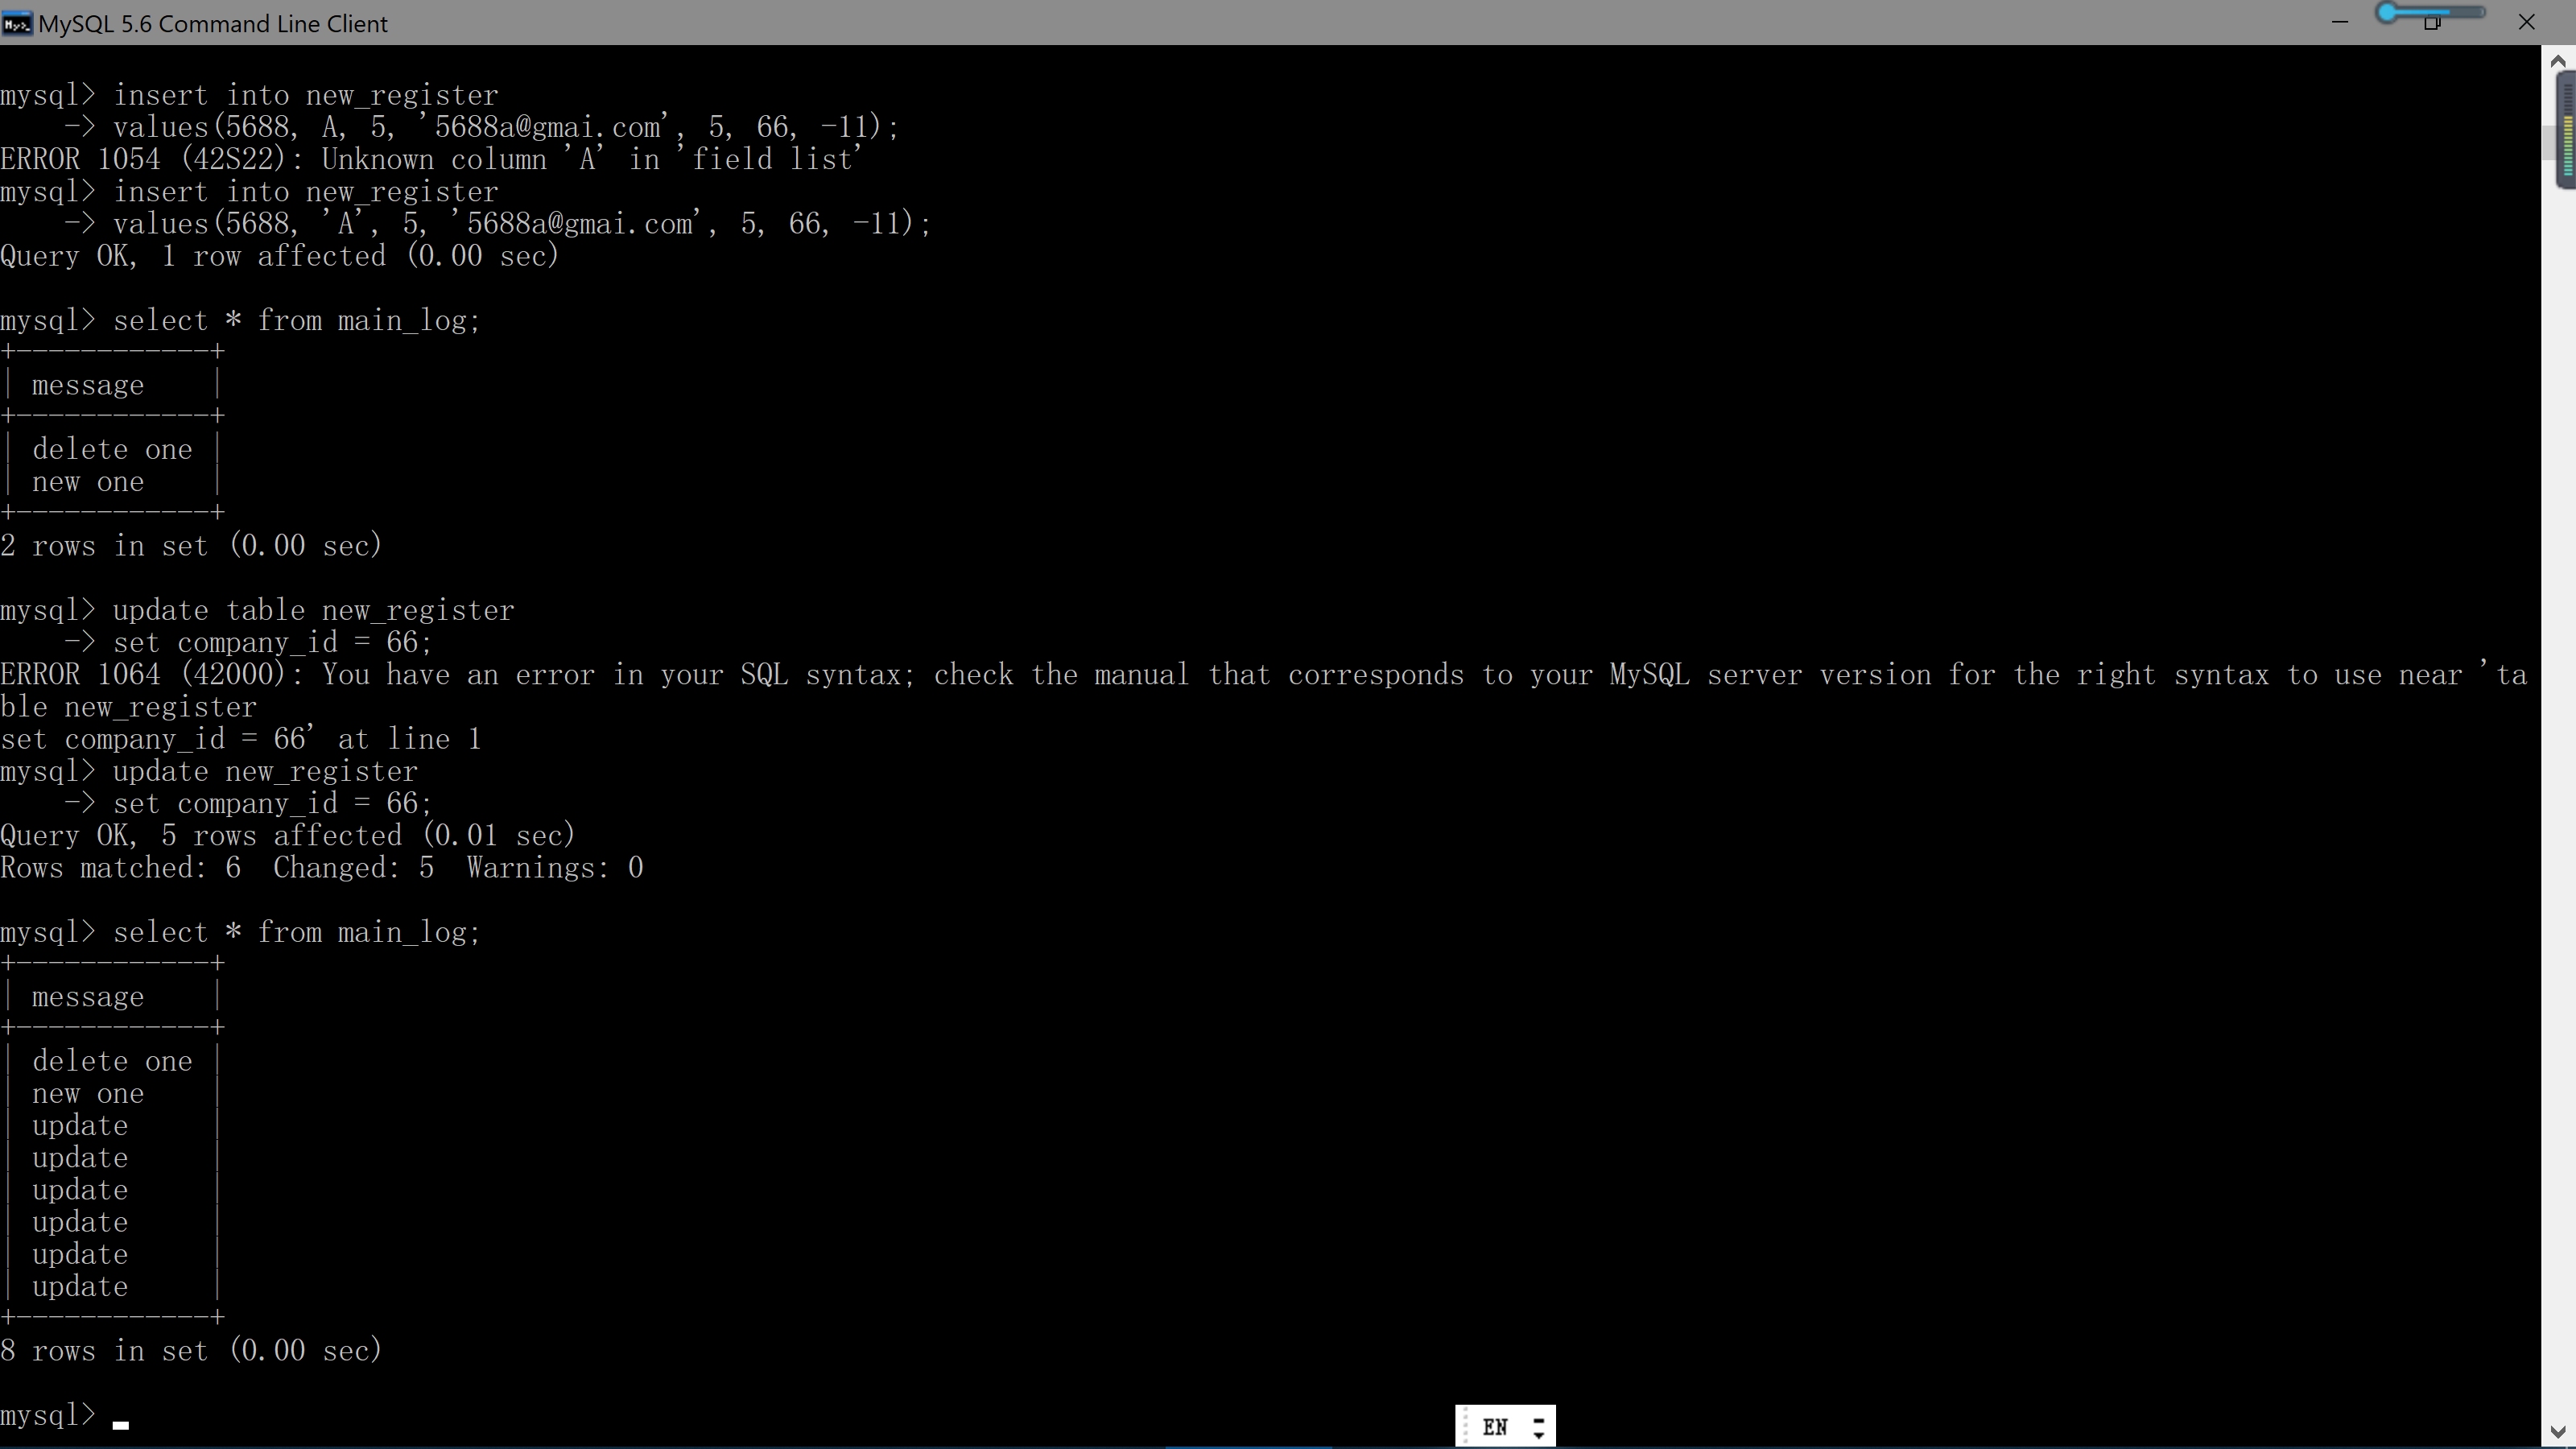 MySQL 5.6 Command Line Client
mysql> insert into new_register
    -> values(5688, A, 5, '5688a@gmai.com', 5, 66, -11);
ERROR 1054 (42S22): Unknown column 'A' in 'field list'
mysql> insert into new_register
    -> values(5688, 'A', 5, '5688a@gmai.com', 5, 66, -11);
Query OK, 1 row affected (0.00 sec)
mysql> select * from main_log;
+------------+
| message    |
+------------+
| delete one |
| new one    |
+------------+
2 rows in set (0.00 sec)
mysql> update table new_register
    -> set company_id = 66;
ERROR 1064 (42000): You have an error in your SQL syntax; check the manual that corresponds to your MySQL server version for the right syntax to use near 'ta
ble new_register
set company_id = 66' at line 1
mysql> update new_register
    -> set company_id = 66;
Query OK, 5 rows affected (0.01 sec)
Rows matched: 6  Changed: 5  Warnings: 0
mysql> select * from main_log;
+------------+
| message    |
+------------+
| delete one |
| new one    |
| update     |
| update     |
| update     |
| update     |
| update     |
| update     |
+------------+
8 rows in set (0.00 sec)
mysql>
EN